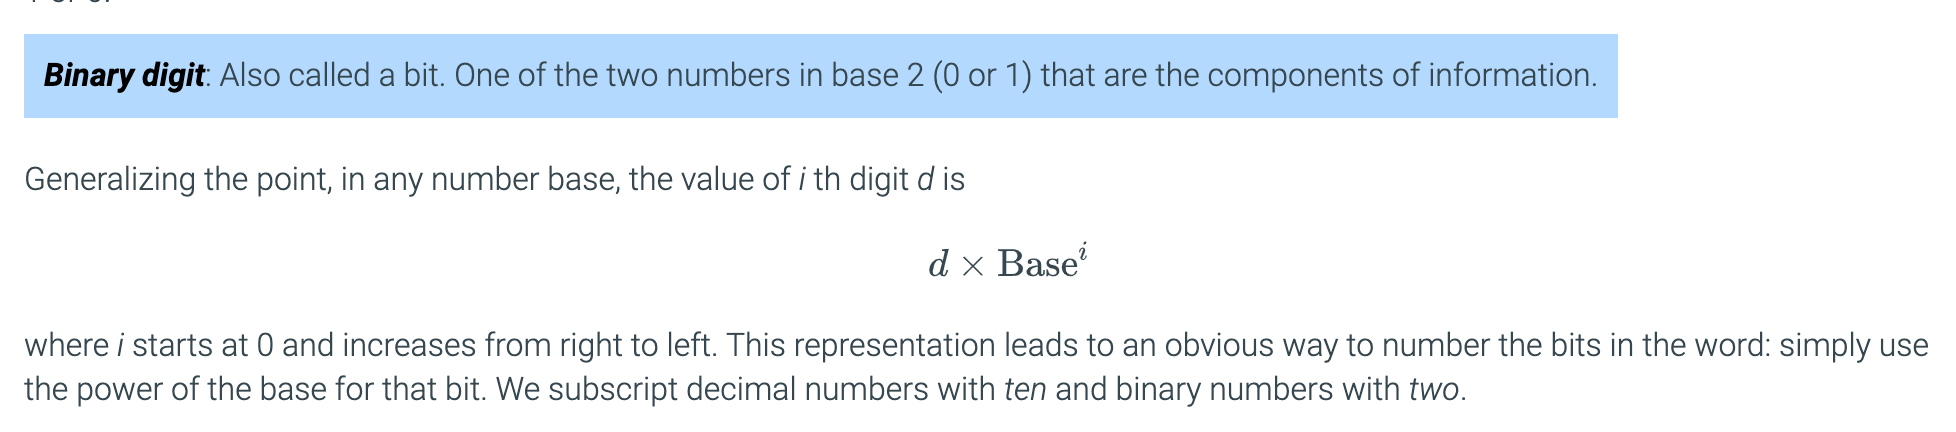 Binary digit: Also called a bit. One of the two numbers in base 2 (0 or 1) that are the components of information.
Generalizing the point, in any number base, the value of i th digit d is
d × Baseⁱ
where i starts at 0 and increases from right to left. This representation leads to an obvious way to number the bits in the word: simply use
the power of the base for that bit. We subscript decimal numbers with ten and binary numbers with two.